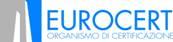 EUROCERT
ORGANISMO DI CERTIFICAZIONE